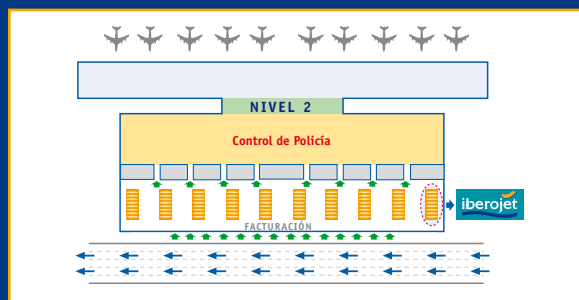 NIVEL 2
Control de Policía
iberojet
FACTURACIÓN